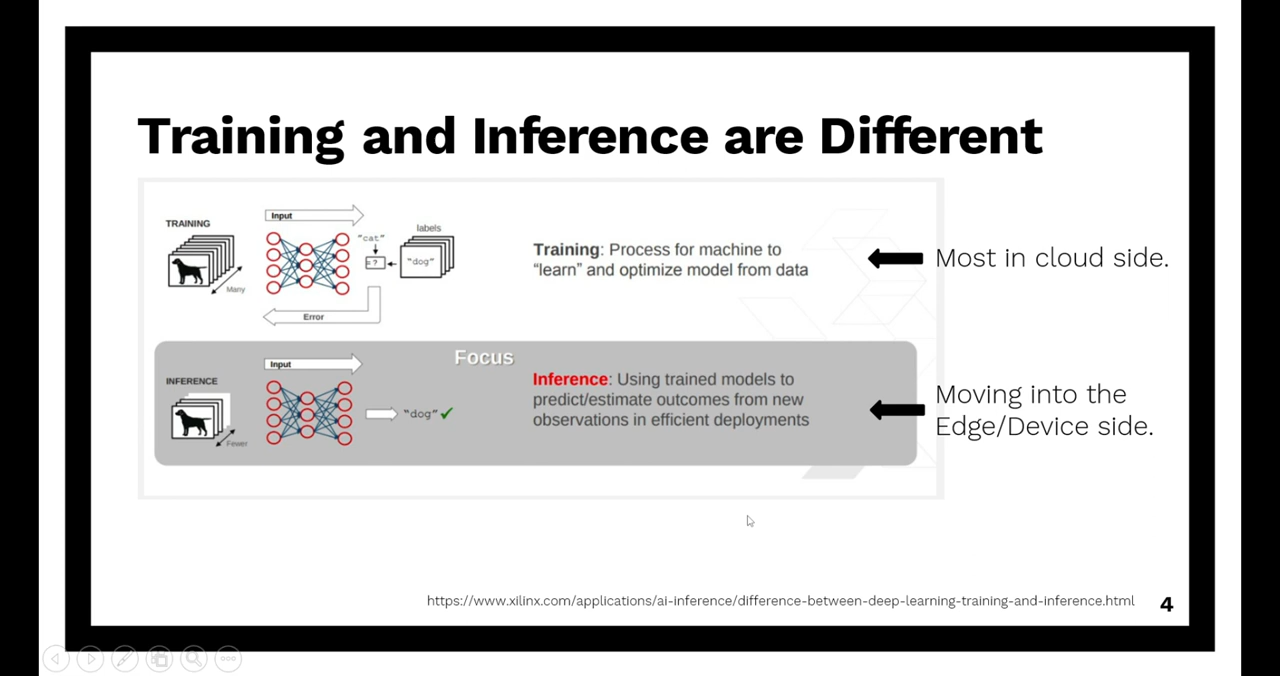 Training and Inference are Different
TRAINING
Many
Input
"cat"
= ?
labels
"dog"
Error
Training: Process for machine to
"learn" and optimize model from data
Most in cloud side.
Focus
INFERENCE
Fewer
Input
"dog"✓
Inference: Using trained models to
predict/estimate outcomes from new
observations in efficient deployments
Moving into the
Edge/Device side.
https://www.xilinx.com/applications/ai-inference/difference-between-deep-learning-training-and-inference.html
4